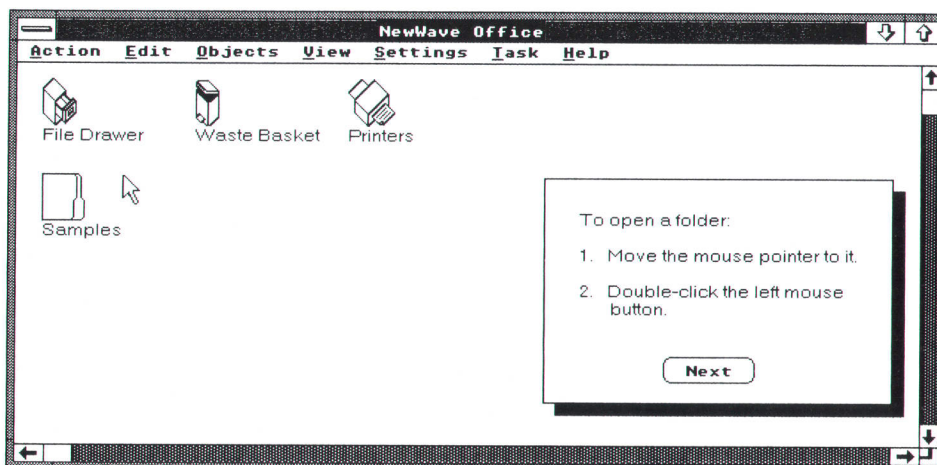 NewWave Office
Action Edit Objects View Settings Task Help
File Drawer Waste Basket Printers
Samples
To open a folder:
1. Move the mouse pointer to it.
2. Double-click the left mouse
button.
Next